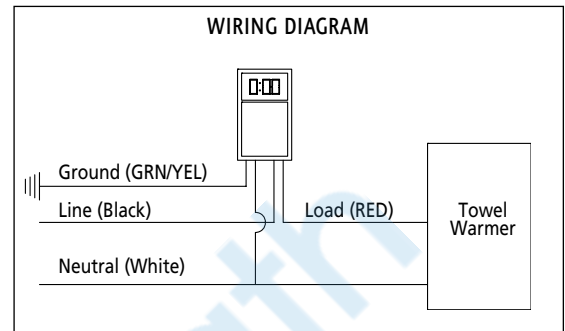 WIRING DIAGRAM
0:00
Ground (GRN/YEL)
Line (Black)
Load (RED)
Towel
Warmer
Neutral (White)